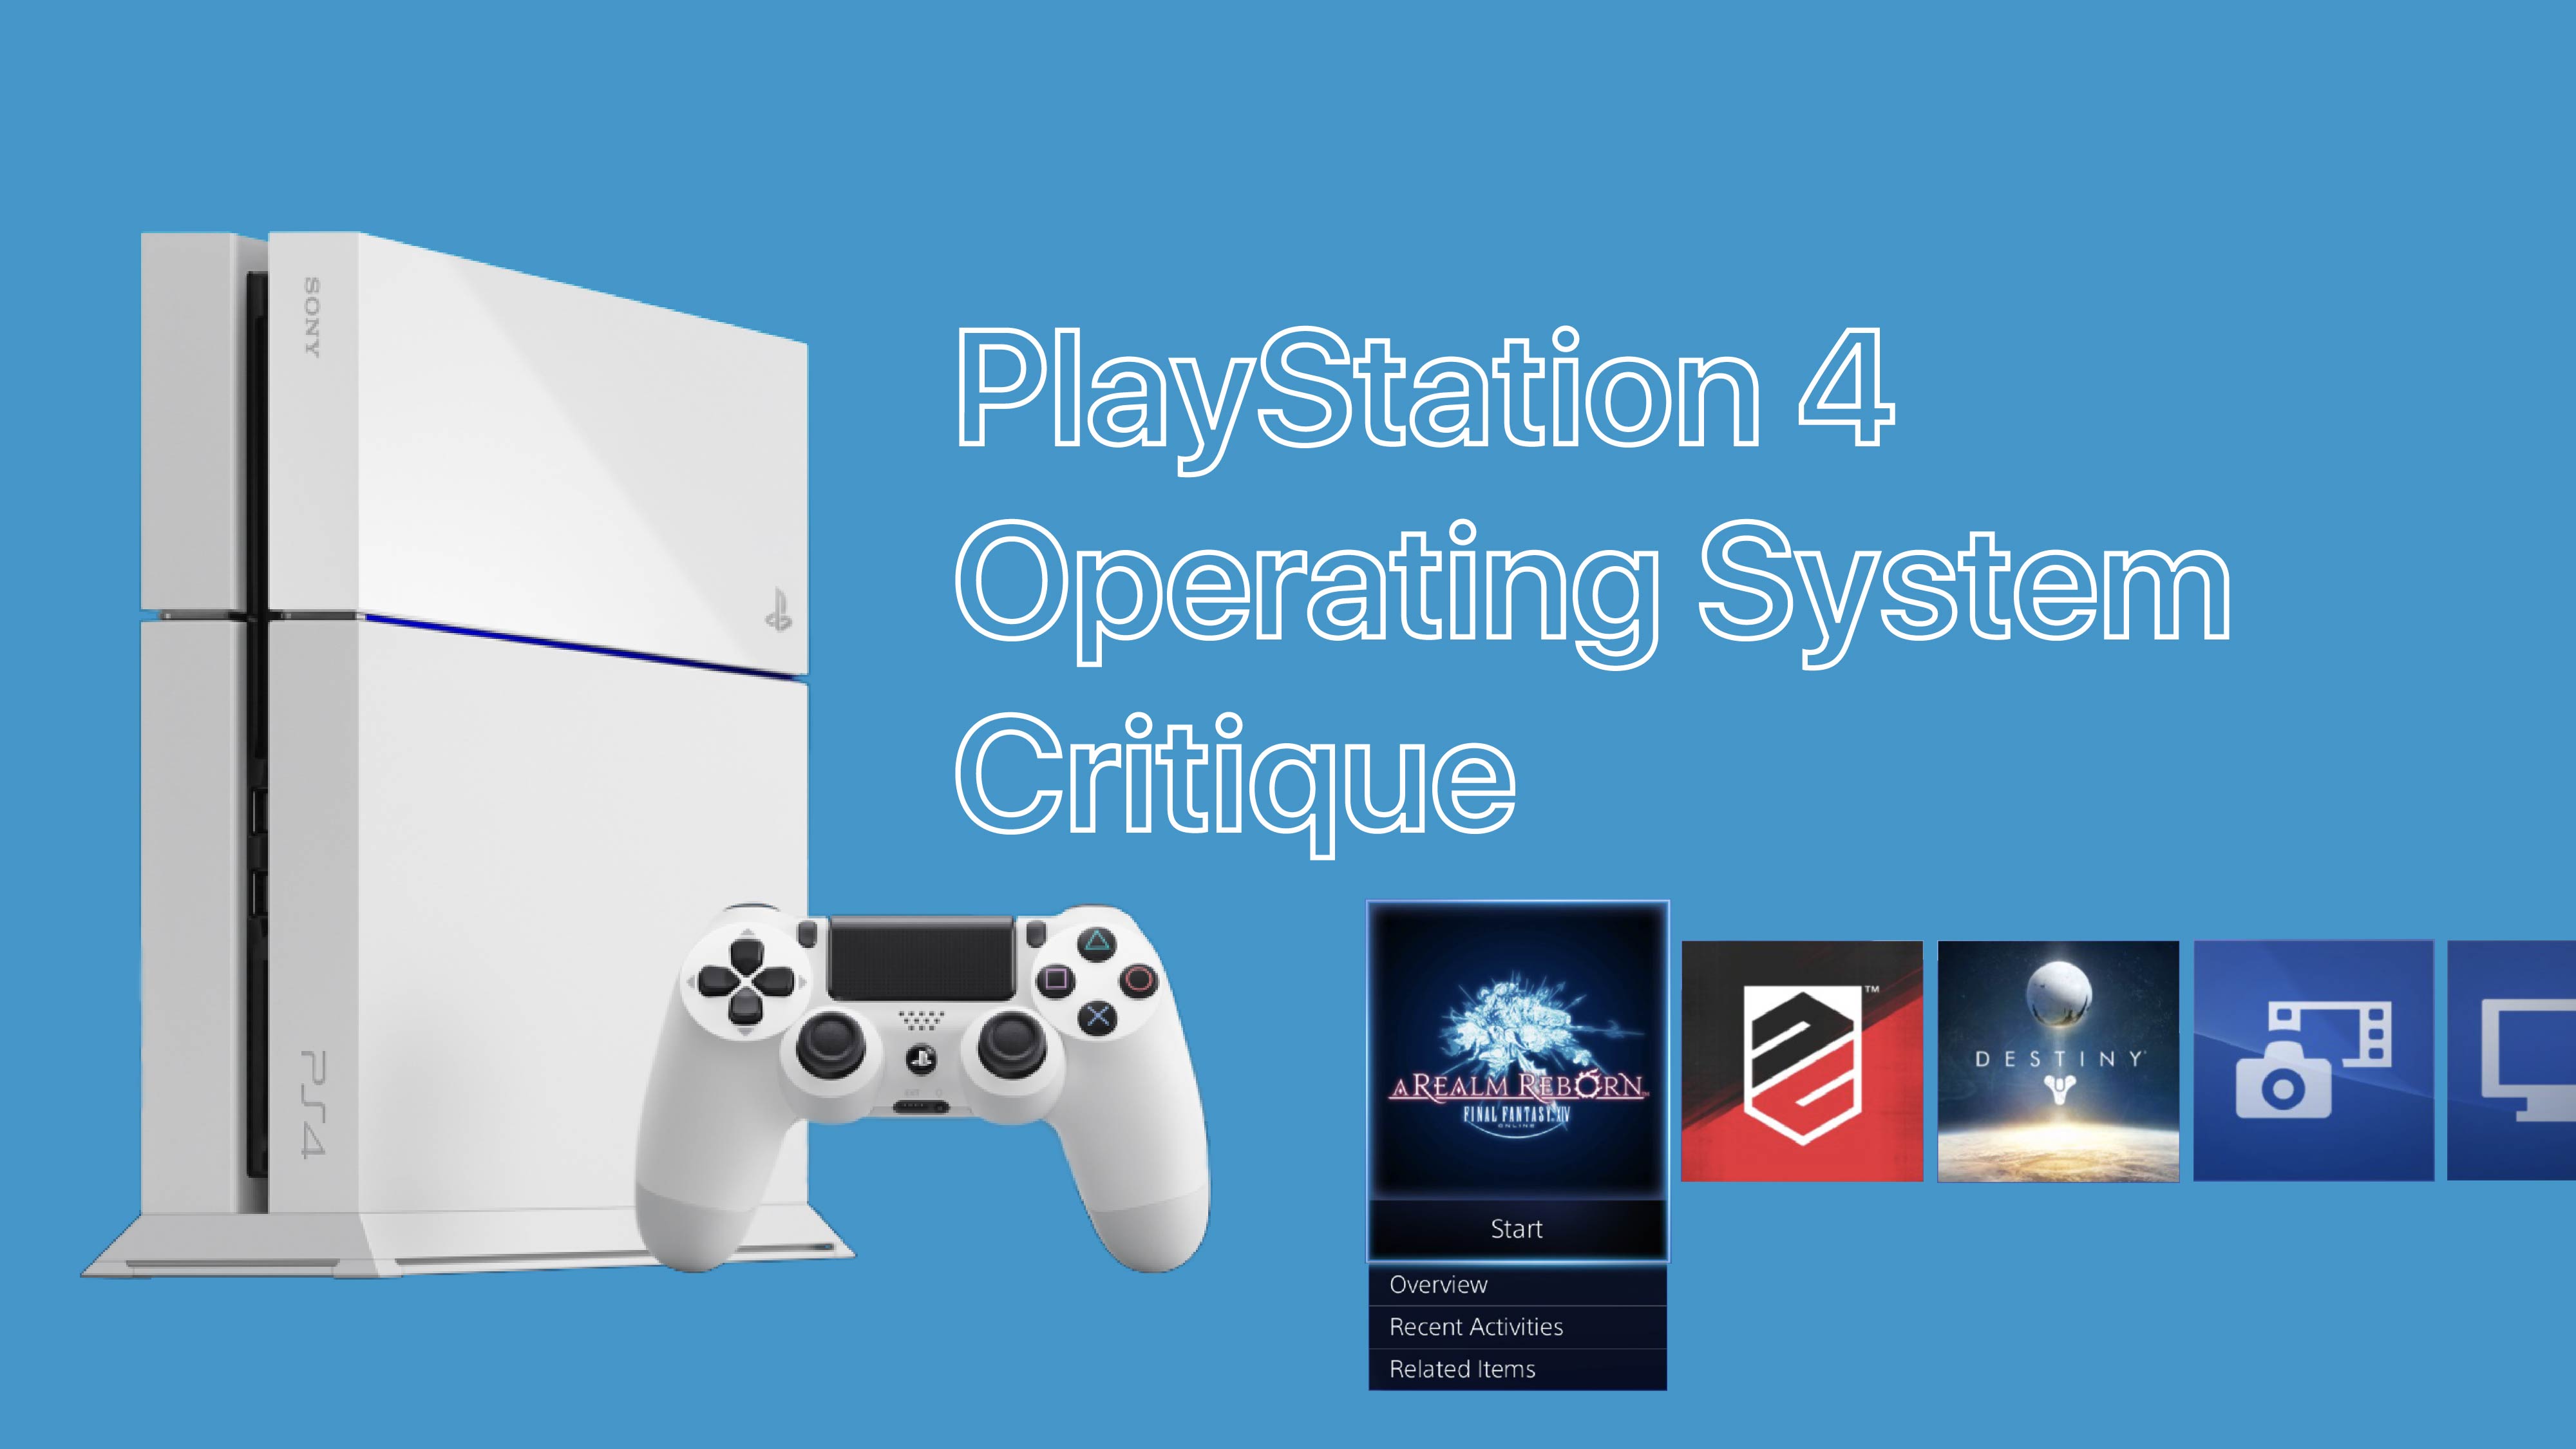 SONY
PS4
PlayStation 4
Operating System
Critique
A REALM REBORN
FINAL FANTASY XIV
ONLINE
™
DESTINY
Start
Overview
Recent Activities
Related Items